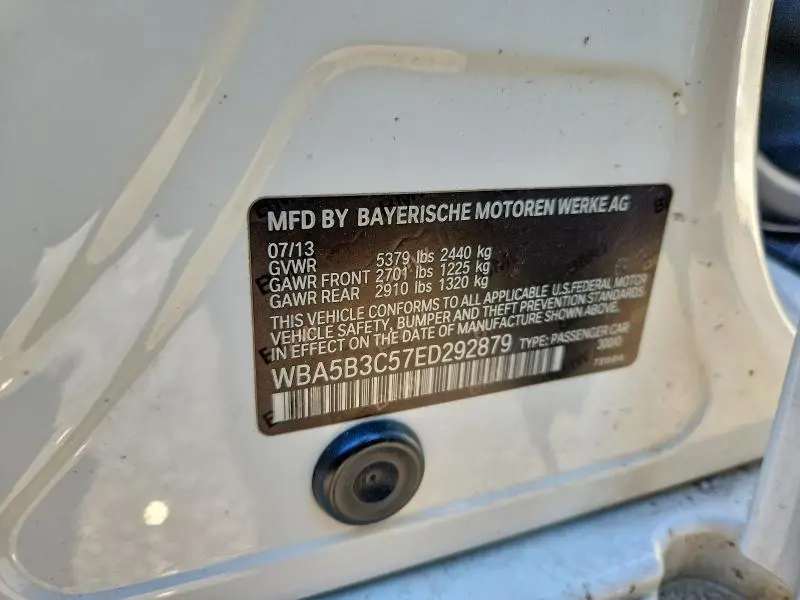 MFD BY BAYERISCHE MOTOREN WERKE AG
07/13
GVWR 5379 lbs 2440 kg
GAWR FRONT 2701 lbs 1225 kg
GAWR REAR 2910 lbs 1320 kg
THIS VEHICLE CONFORMS TO ALL APPLICABLE U.S.FEDERAL MOTOR
VEHICLE SAFETY, BUMPER AND THEFT PREVENTION STANDARDS
IN EFFECT ON THE DATE OF MANUFACTURE SHOWN ABOVE.
WBA5B3C57ED292879 TYPE: PASSENGER CAR
300/0